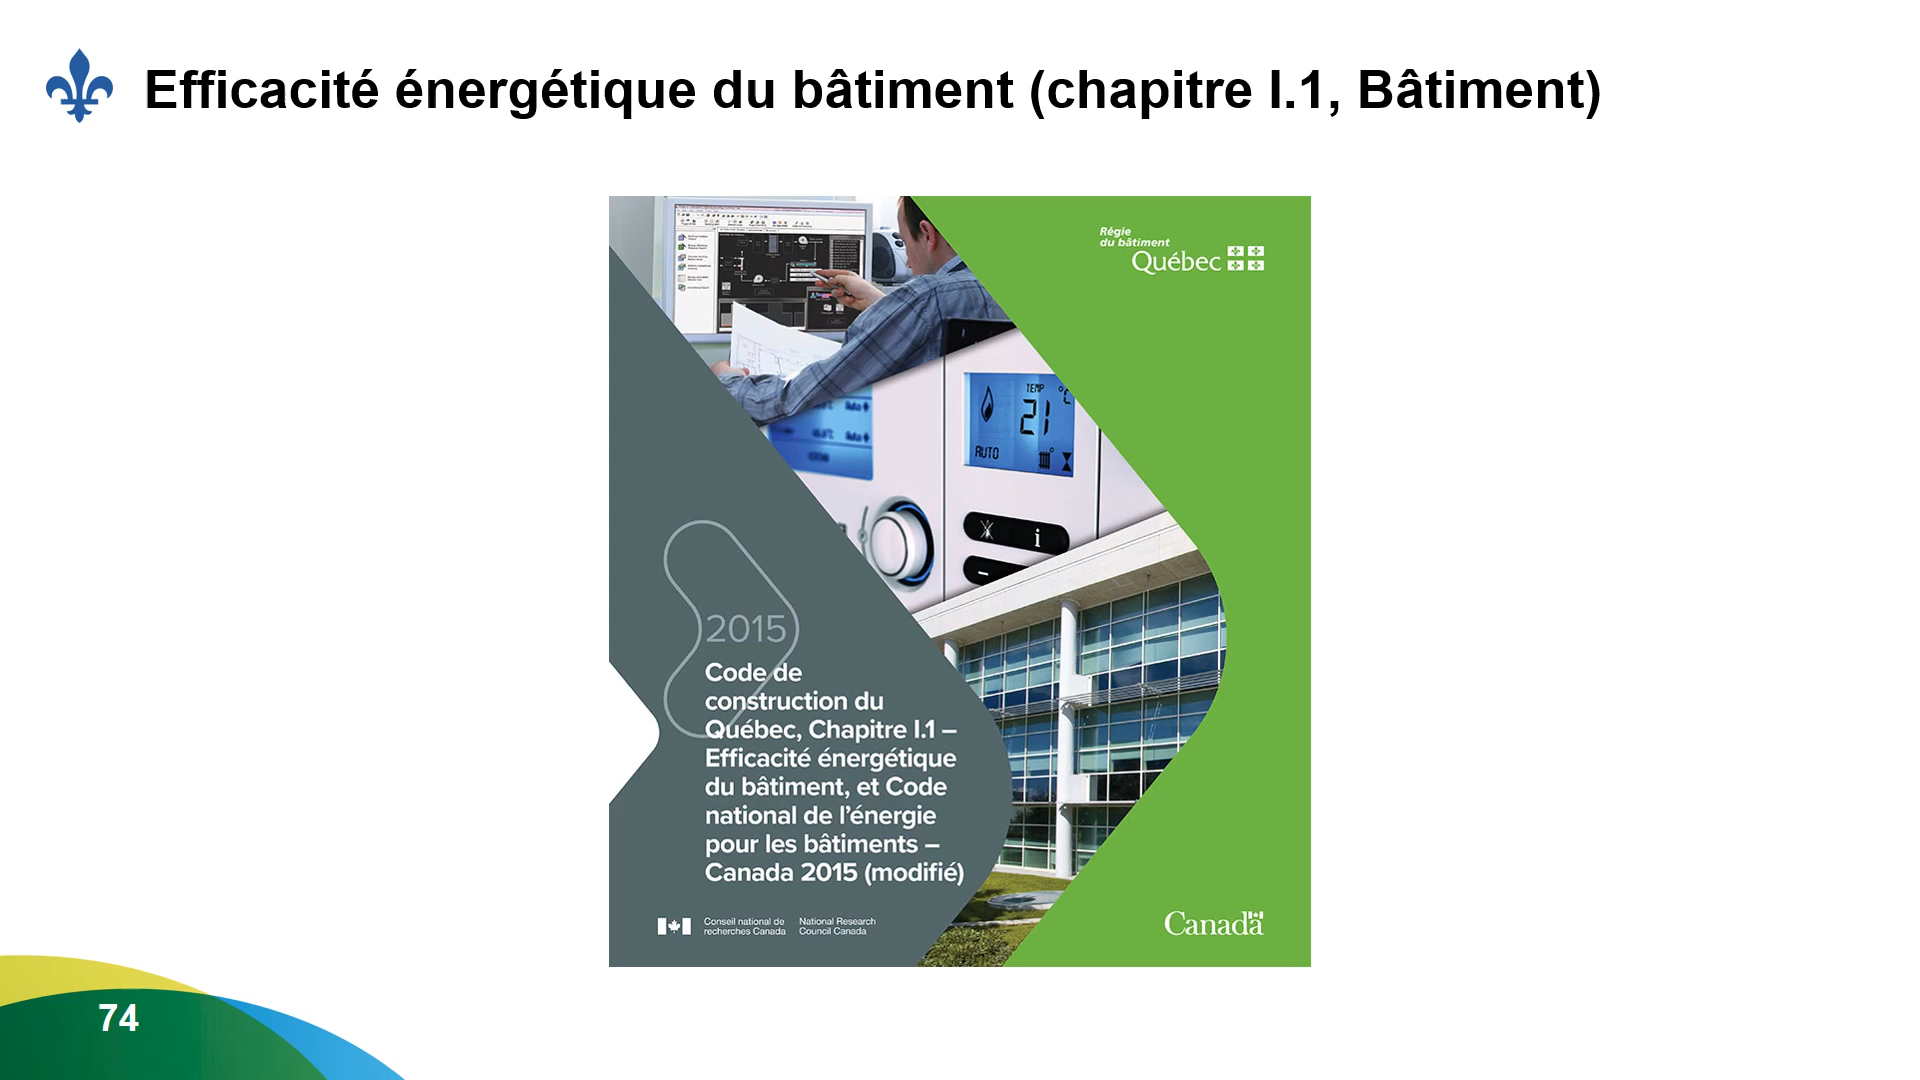 Efficacité énergétique du bâtiment (chapitre I.1, Bâtiment)
Régie
du bâtiment
Québec
TEMP °C
21
AUTO
i
2015
Code de
construction du
Québec, Chapitre I.1 –
Efficacité énergétique
du bâtiment, et Code
national de l’énergie
pour les bâtiments –
Canada 2015 (modifié)
Conseil national de
recherches Canada
National Research
Council Canada
Canada
74